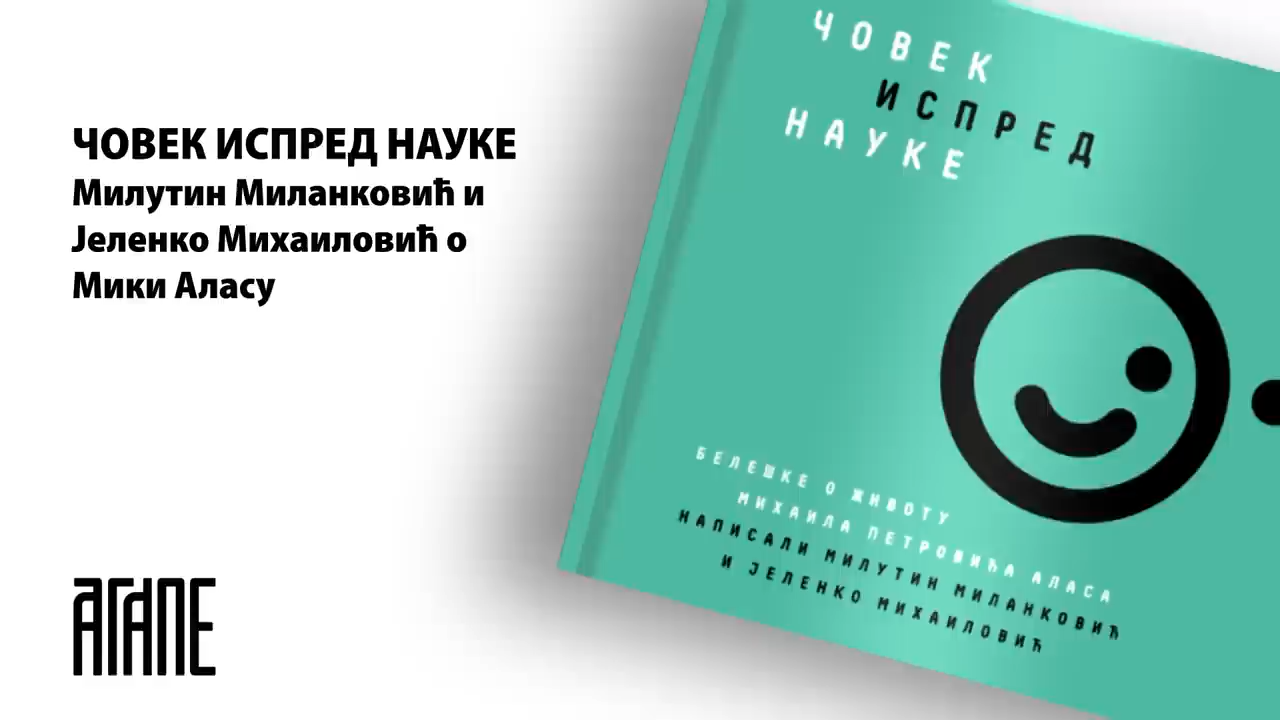 ЧОВЕК ИСПРЕД НАУКЕ
Милутин Миланковић и
Јеленко Михаиловић о
Мики Аласу
АГАПЕ
ЧОВЕК
ИСПРЕД
НАУКЕ
БЕЛЕШКЕ О ЖИВОТУ
МИХАИЛА ПЕТРОВИЋА АЛАСА
НАПИСАЛИ МИЛУТИН МИЛАНКОВИЋ
И ЈЕЛЕНКО МИХАИЛОВИЋ